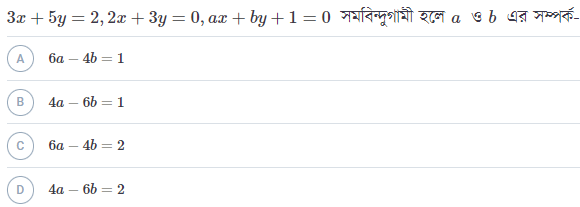 3x + 5y = 2, 2x + 3y = 0, ax + by + 1 = 0 সমবিন্দুগামী হলে a ও b এর সম্পর্ক-
A 6a − 4b = 1
B 4a − 6b = 1
C 6a − 4b = 2
D 4a − 6b = 2